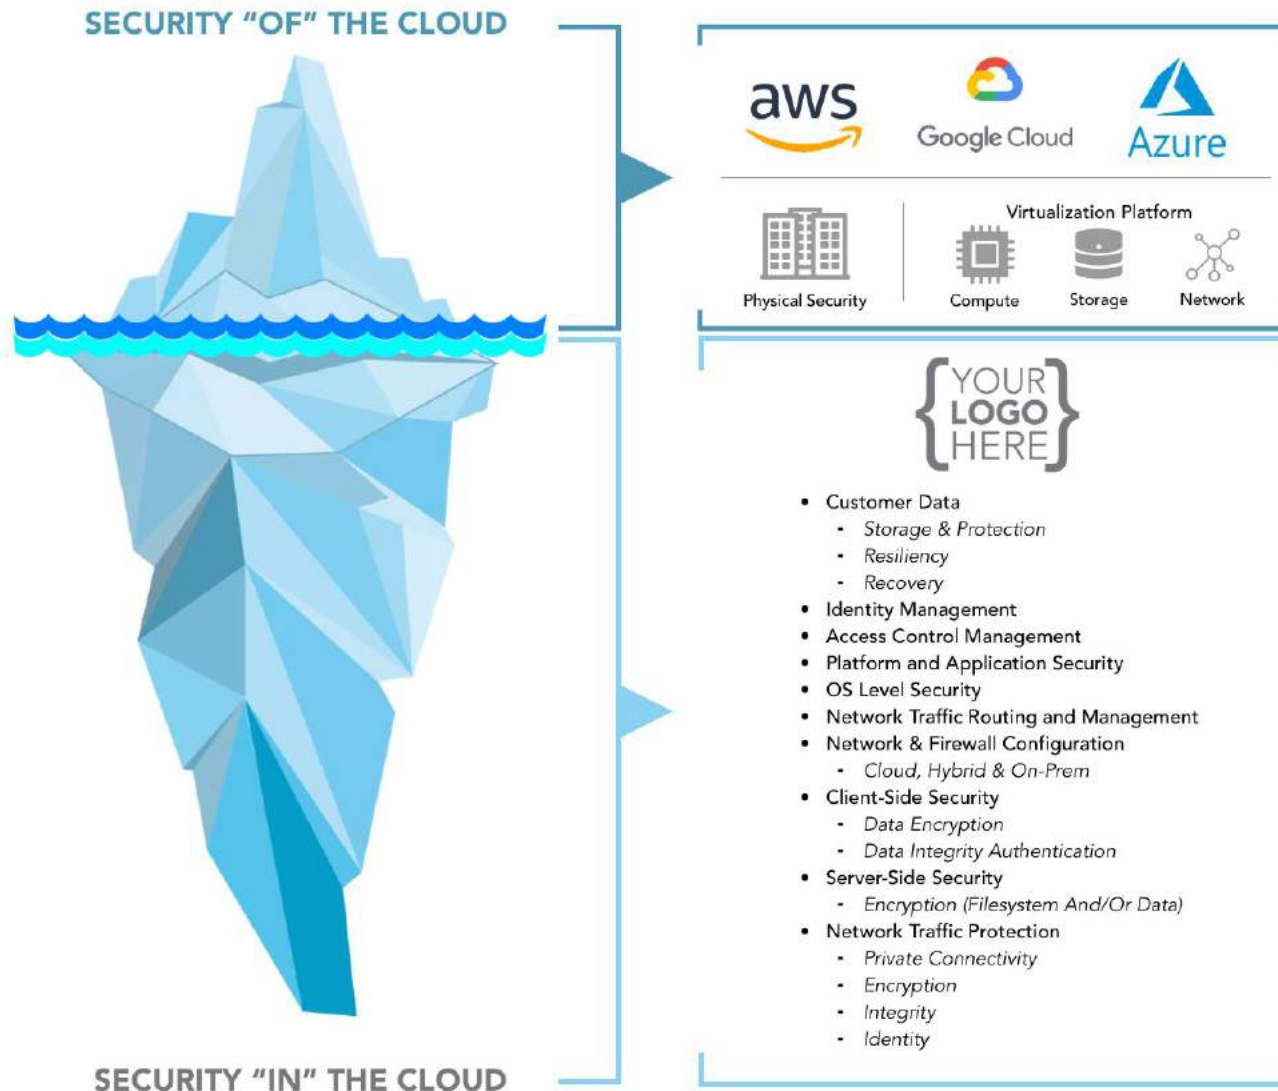 SECURITY “OF” THE CLOUD
aws
Google Cloud
Azure
Virtualization Platform
Physical Security
Compute
Storage
Network
{YOUR
LOGO
HERE}
• Customer Data
- Storage & Protection
- Resiliency
- Recovery
• Identity Management
• Access Control Management
• Platform and Application Security
• OS Level Security
• Network Traffic Routing and Management
• Network & Firewall Configuration
- Cloud, Hybrid & On-Prem
• Client-Side Security
- Data Encryption
- Data Integrity Authentication
• Server-Side Security
- Encryption (Filesystem And/Or Data)
• Network Traffic Protection
- Private Connectivity
- Encryption
- Integrity
- Identity
SECURITY “IN” THE CLOUD